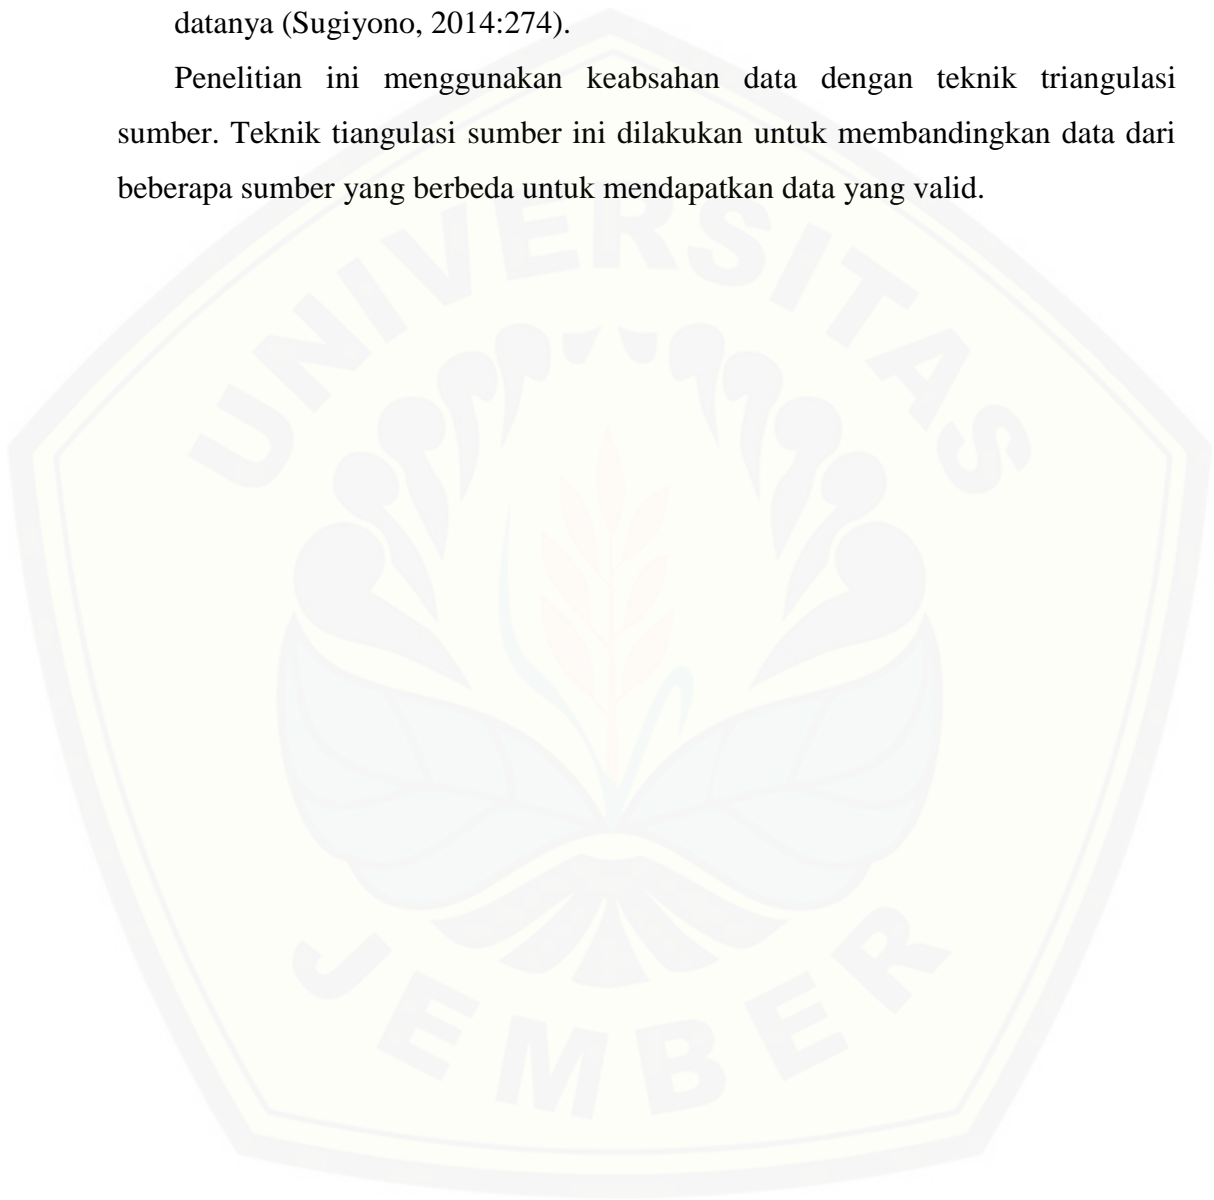 datanya (Sugiyono, 2014:274).
Penelitian ini menggunakan keabsahan data dengan teknik triangulasi
sumber. Teknik tiangulasi sumber ini dilakukan untuk membandingkan data dari
beberapa sumber yang berbeda untuk mendapatkan data yang valid.
UNIVERSITAS
JEMBER